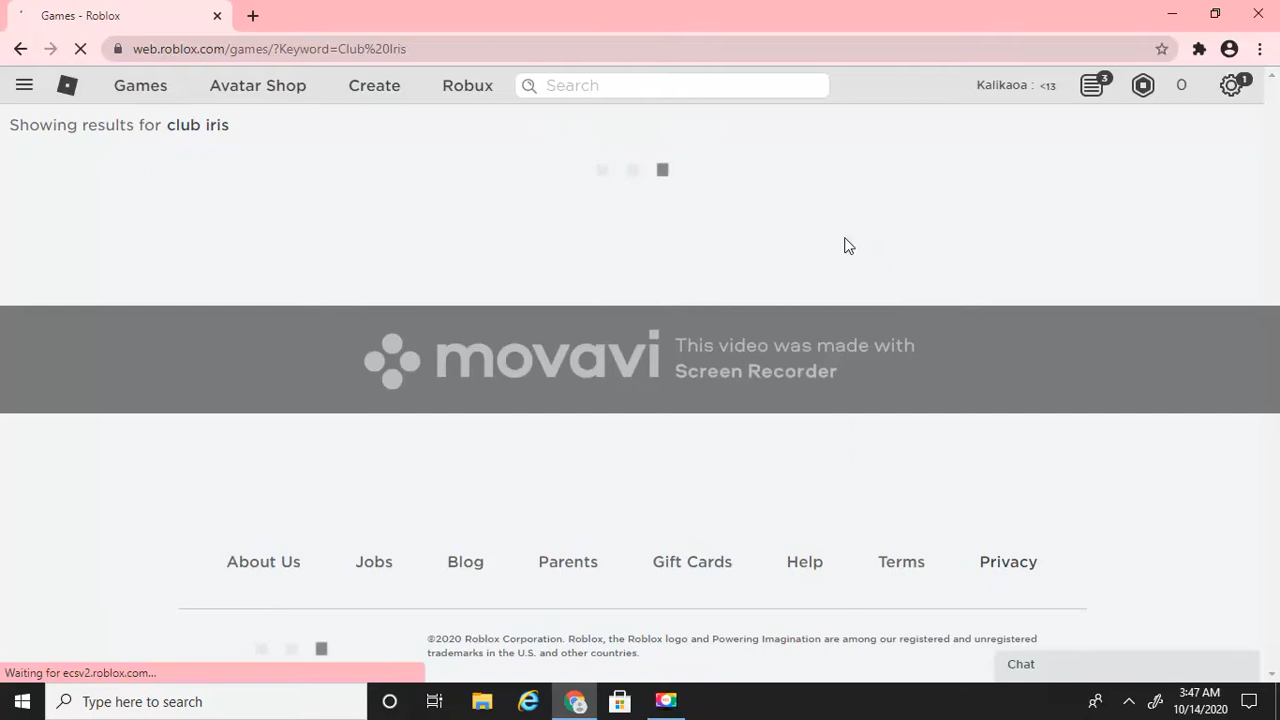 Games - Roblox
web.roblox.com/games/?Keyword=Club%20Iris
Games Avatar Shop Create Robux Search Kalikaoa : <13 3 0 1
Showing results for club iris
movavi
This video was made with
Screen Recorder
About Us Jobs Blog Parents Gift Cards Help Terms Privacy
©2020 Roblox Corporation. Roblox, the Roblox logo and Powering Imagination are among our registered and unregistered
trademarks in the U.S. and other countries.
Chat
Waiting for ecsv2.roblox.com...
Type here to search
3:47 AM
10/14/2020